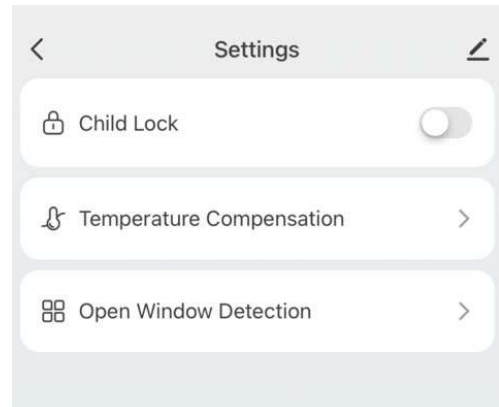 Settings
Child Lock
Temperature Compensation
Open Window Detection